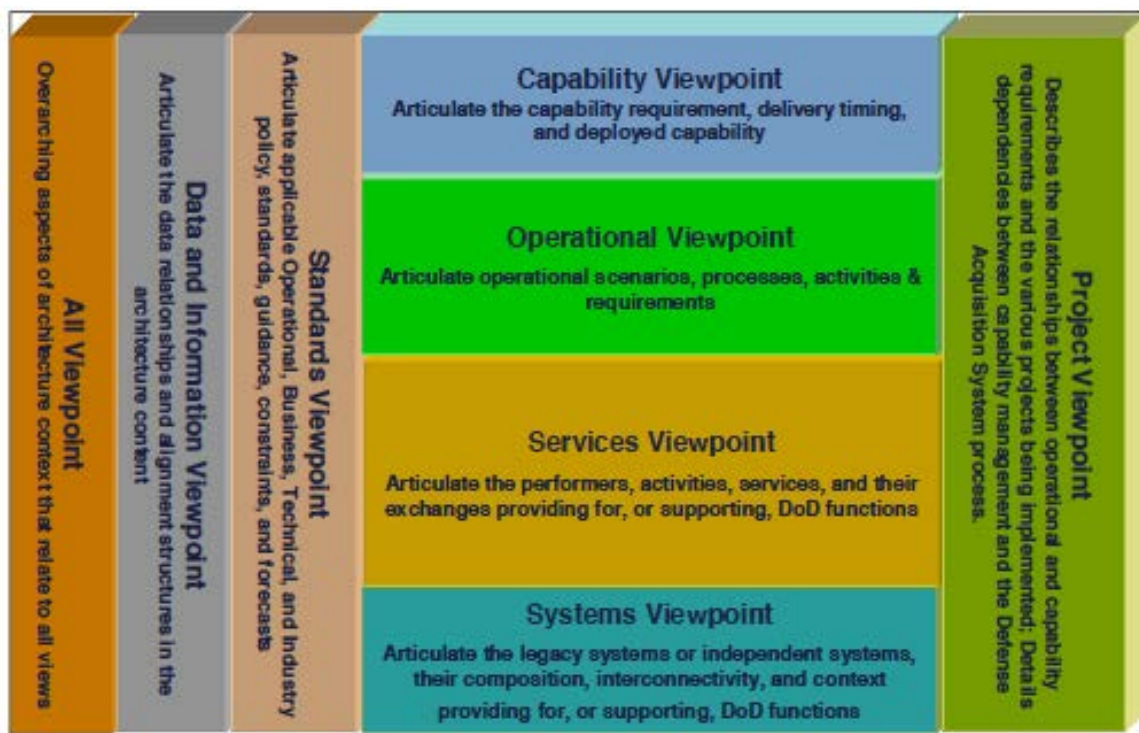 All Viewpoint
Overarching aspects of architecture context that relate to all views
Data and Information Viewpoint
Articulate the data relationships and alignment structures in the
architecture content
Standards Viewpoint
Articulate applicable Operational, Business, Technical, and Industry
policy, standards, guidance, constraints, and forecasts
Capability Viewpoint
Articulate the capability requirement, delivery timing,
and deployed capability
Operational Viewpoint
Articulate operational scenarios, processes, activities &
requirements
Services Viewpoint
Articulate the performers, activities, services, and their
exchanges providing for, or supporting, DoD functions
Systems Viewpoint
Articulate the legacy systems or independent systems,
their composition, interconnectivity, and context
providing for, or supporting, DoD functions
Project Viewpoint
Describes the relationships between operational and capability
requirements and the various projects being implemented; Details
dependencies between capability management and the Defense
Acquisition System process.